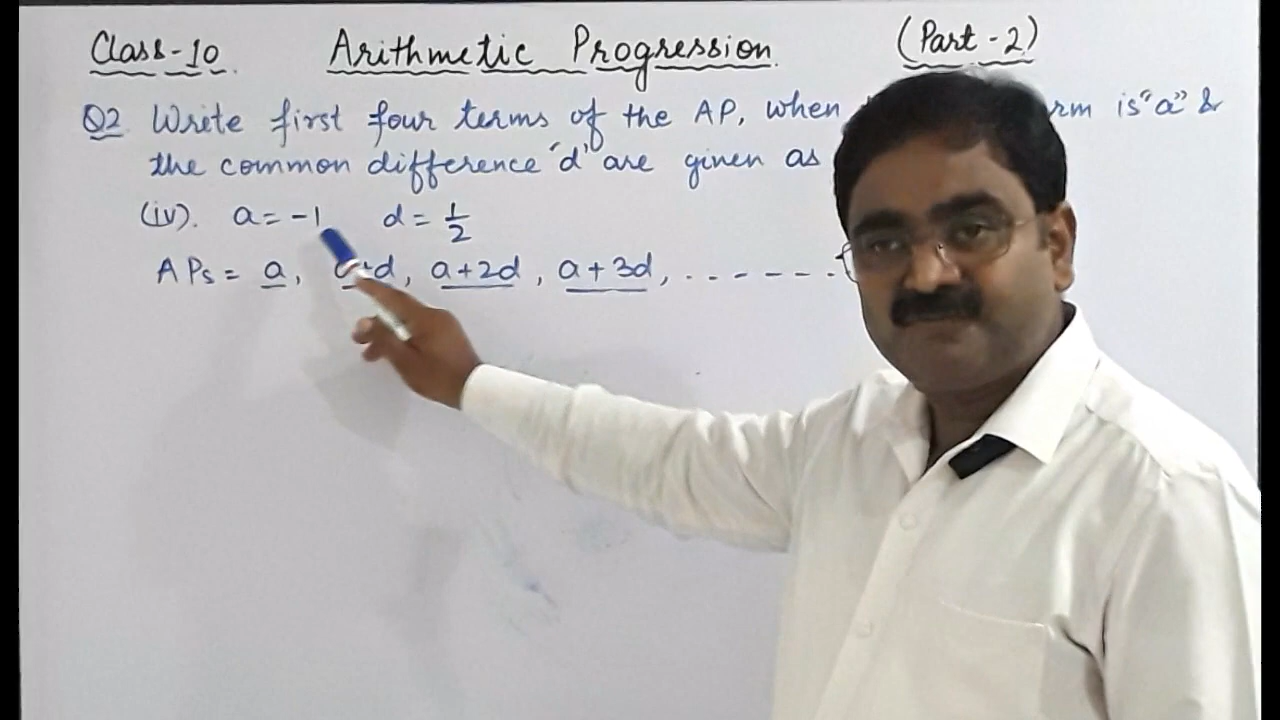 Class-10 Arithmetic Progression (Part-2)
Q2 Write first four terms of the AP, when is "a" &
the common difference 'd' are given as
(iv). a = -1 d = 1/2
APs = a, a+d, a+2d, a+3d, . - - - - - .